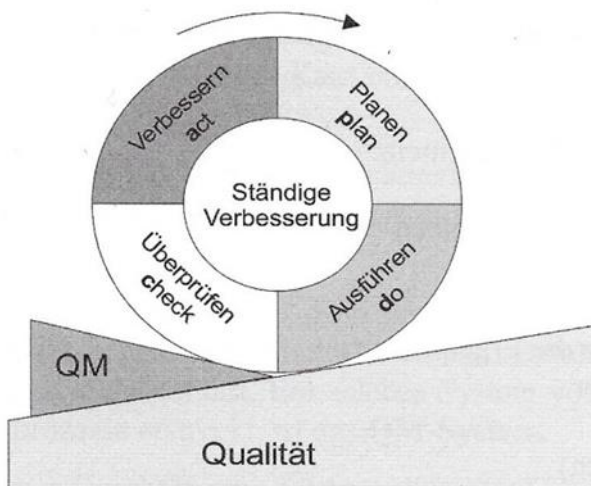 Verbessern
act
Planen
plan
Ständige
Verbesserung
Überprüfen
check
Ausführen
do
QM
Qualität